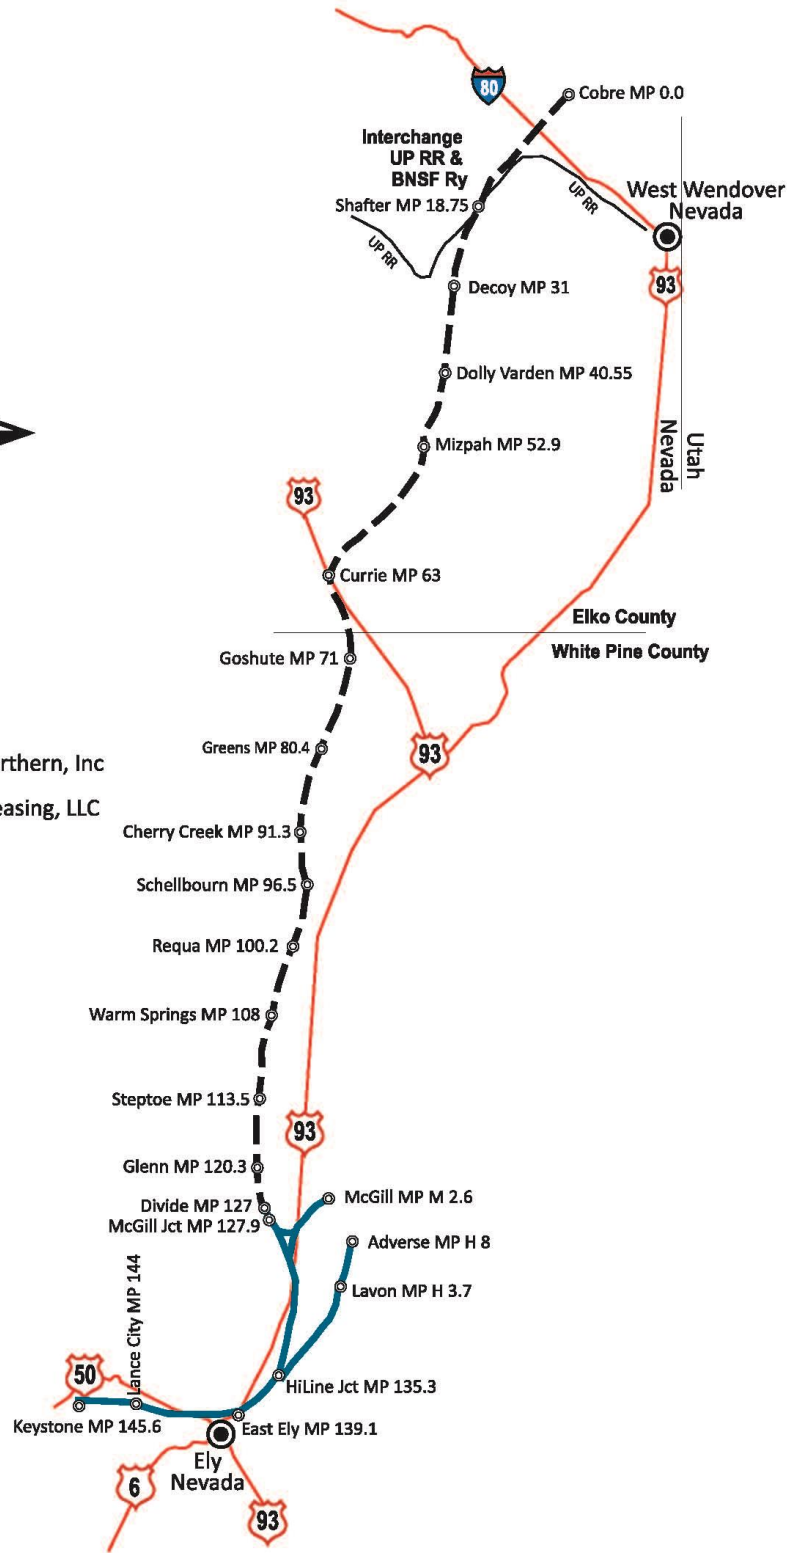 80
Cobre MP 0.0
Interchange
UP RR &
BNSF Ry
West Wendover
Nevada
Shafter MP 18.75
UP RR
UP RR
93
Decoy MP 31
Dolly Varden MP 40.55
Mizpah MP 52.9
Nevada
Utah
93
Currie MP 63
Elko County
White Pine County
Goshute MP 71
Greens MP 80.4
93
rthern, Inc
easing, LLC
Cherry Creek MP 91.3
Schellbourn MP 96.5
Requa MP 100.2
Warm Springs MP 108
Steptoe MP 113.5
93
Glenn MP 120.3
Divide MP 127
McGill MP M 2.6
McGill Jct MP 127.9
Adverse MP H 8
Lavon MP H 3.7
Lance City MP 144
50
HiLine Jct MP 135.3
Keystone MP 145.6
East Ely MP 139.1
Ely
Nevada
6
93